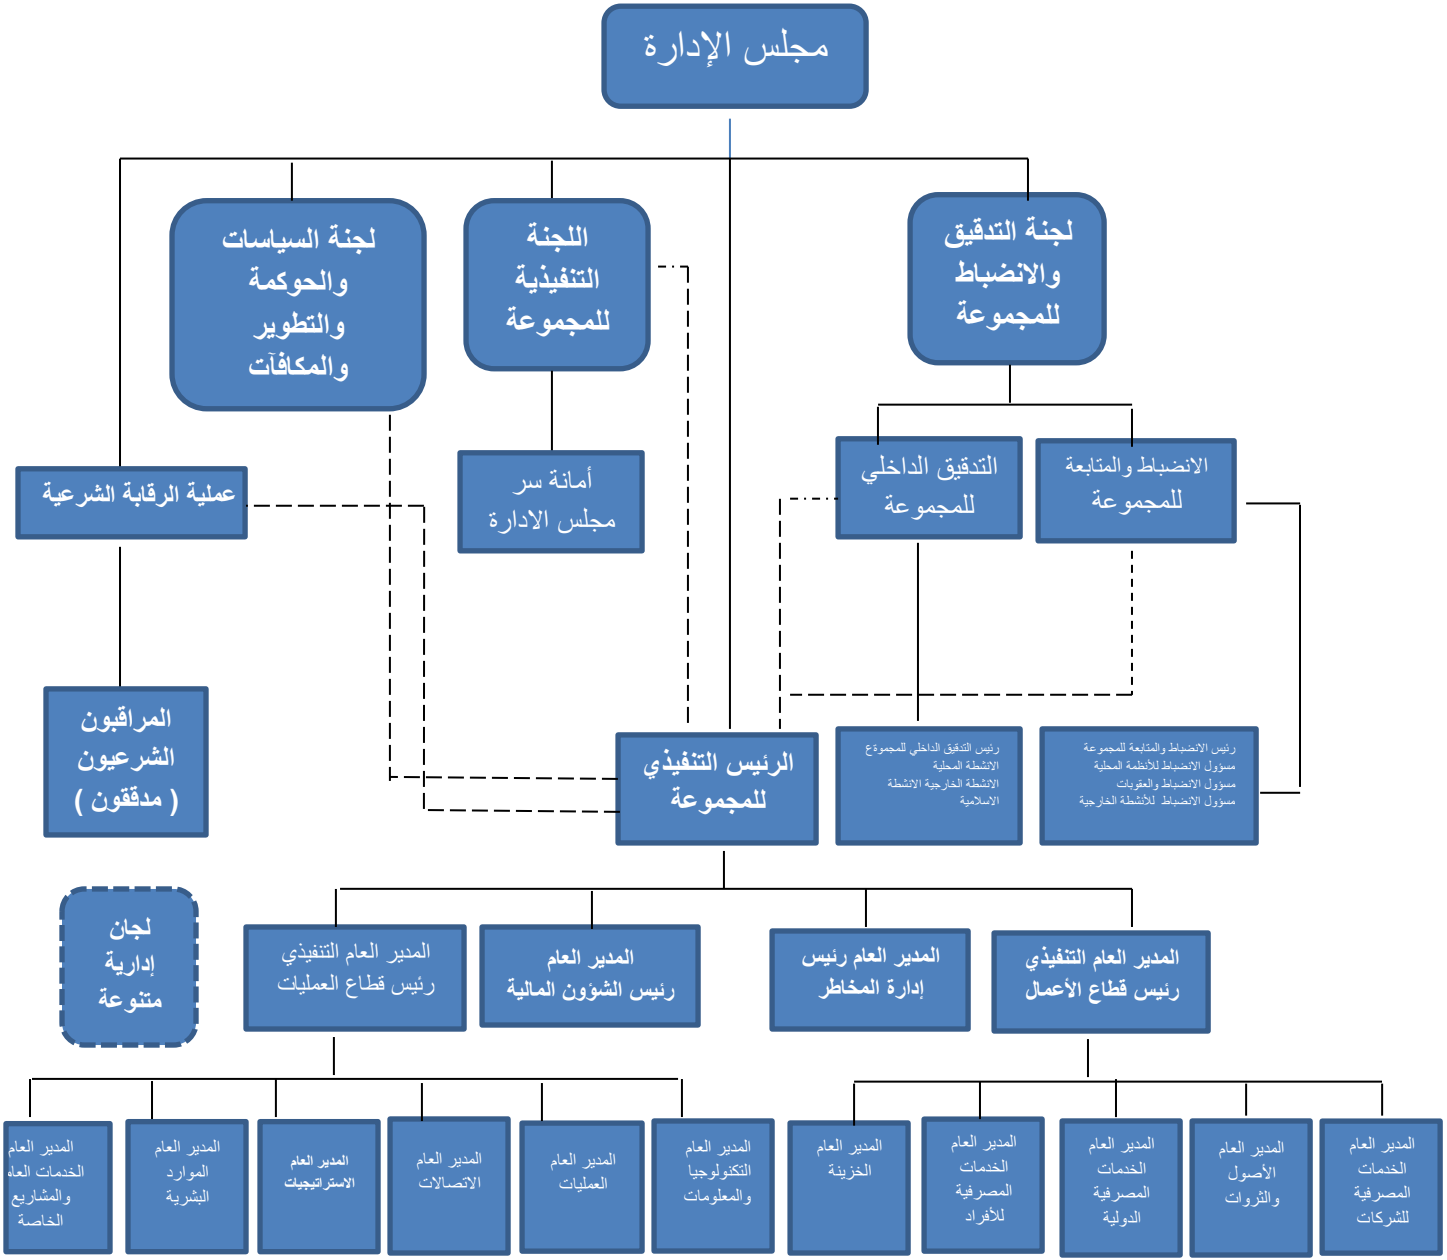 مجلس الإدارة
لجنة التدقيق
والانضباط
للمجموعة
اللجنة
التنفيذية
للمجموعة
لجنة السياسات
والحوكمة
والتطوير
والمكافآت
الانضباط والمتابعة
للمجموعة
التدقيق الداخلي
للمجموعة
أمانة سر
مجلس الادارة
عملية الرقابة الشرعية
المراقبون
الشرعيون
( مدققون )
رئيس الانضباط والمتابعة للمجموعة
مسؤول الانضباط للأنظمة المحلية
مسؤول الانضباط والعقوبات
مسؤول الانضباط للأنشطة الخارجية
رئيس التدقيق الداخلي للمجموةع
الانشطة المحلية
الانشطة الخارجية الانشطة
الاسلامية
الرئيس التنفيذي
للمجموعة
لجان
إدارية
متنوعة
المدير العام التنفيذي
رئيس قطاع الأعمال
المدير العام رئيس
إدارة المخاطر
المدير العام
رئيس الشؤون المالية
المدير العام التنفيذي
رئيس قطاع العمليات
المدير العام
الخدمات
المصرفية
للشركات
المدير العام
الأصول
والثروات
المدير العام
الخدمات
المصرفية
الدولية
المدير العام
الخدمات
المصرفية
للأفراد
المدير العام
الخزينة
المدير العام
التكنولوجيا
والمعلومات
المدير العام
العمليات
المدير العام
الاتصالات
المدير العام
الاستراتيجيات
المدير العام
الموارد
البشرية
المدير العام
الخدمات العام
والمشاريع
الخاصة